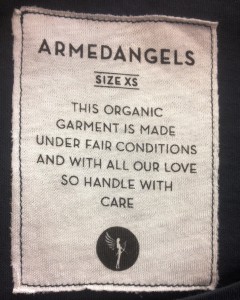 ARMEDANGELS
SIZE XS
THIS ORGANIC
GARMENT IS MADE
UNDER FAIR CONDITIONS
AND WITH ALL OUR LOVE
SO HANDLE WITH
CARE